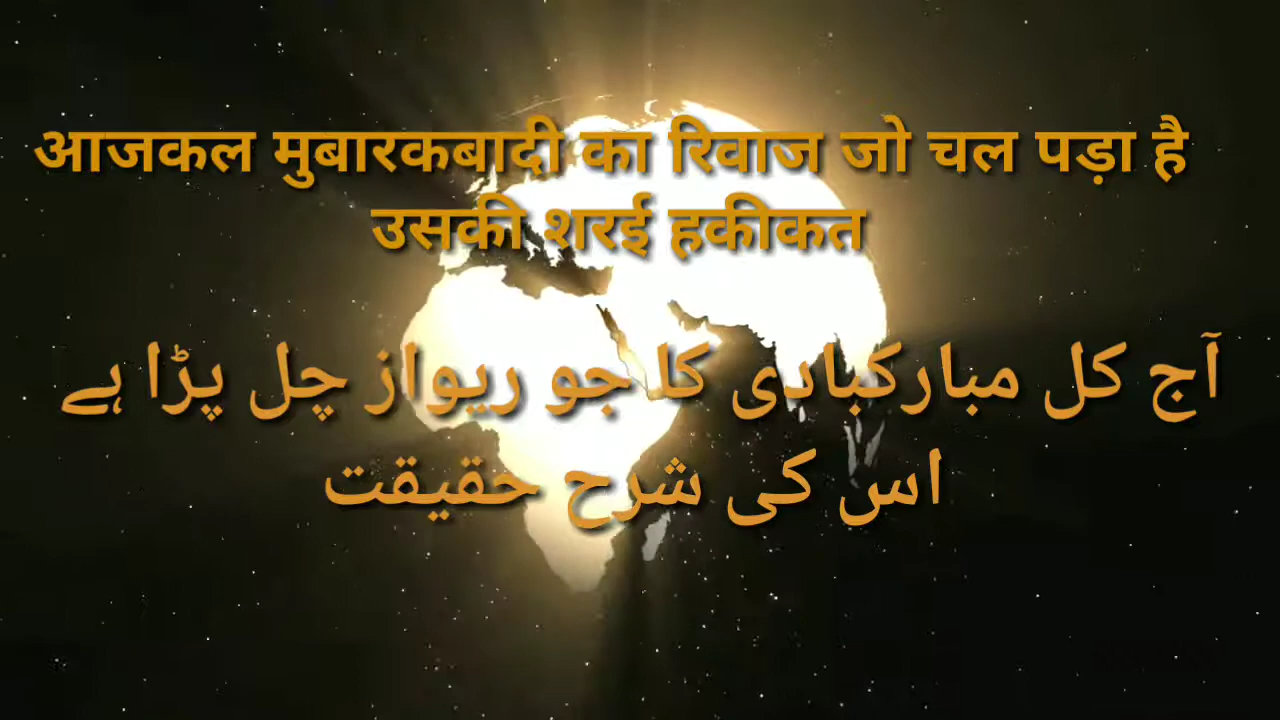 आजकल मुबारकबादी का रिवाज जो चल पड़ा है
उसकी शरई हकीकत
آج کل مبارکبادی کا جو ریواز چل پڑا ہے
اس کی شرح حقیقت